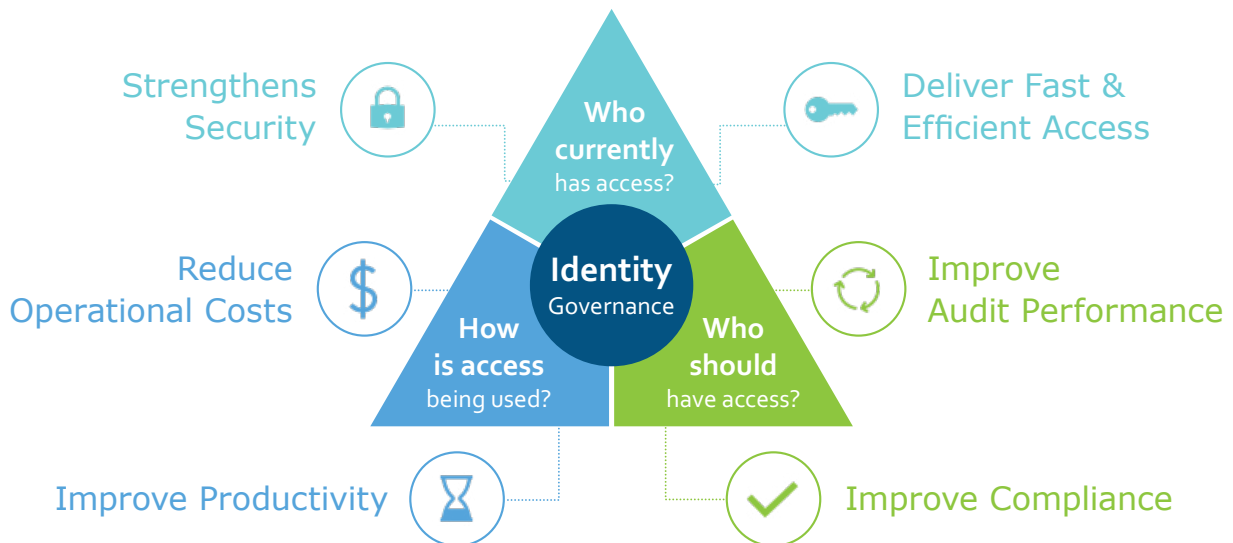 Strengthens
Security
Deliver Fast &
Efficient Access
Who
currently
has access?
Reduce
Operational Costs
Identity
Governance
Improve
Audit Performance
How
is access
being used?
Who
should
have access?
Improve Productivity
Improve Compliance